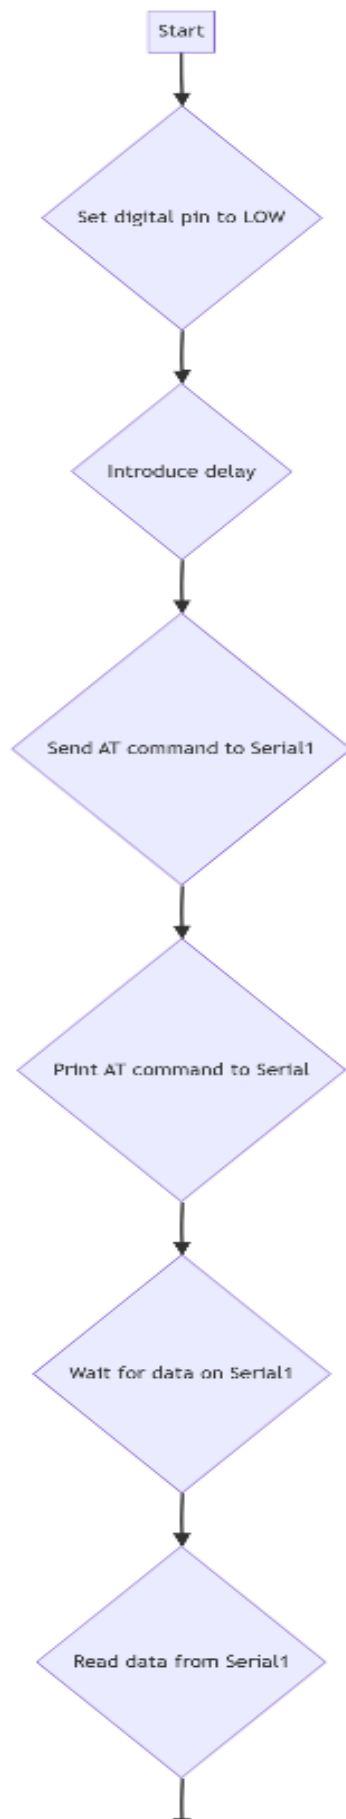 Start
Set digital pin to LOW
Introduce delay
Send AT command to Serial1
Print AT command to Serial
Wait for data on Serial1
Read data from Serial1